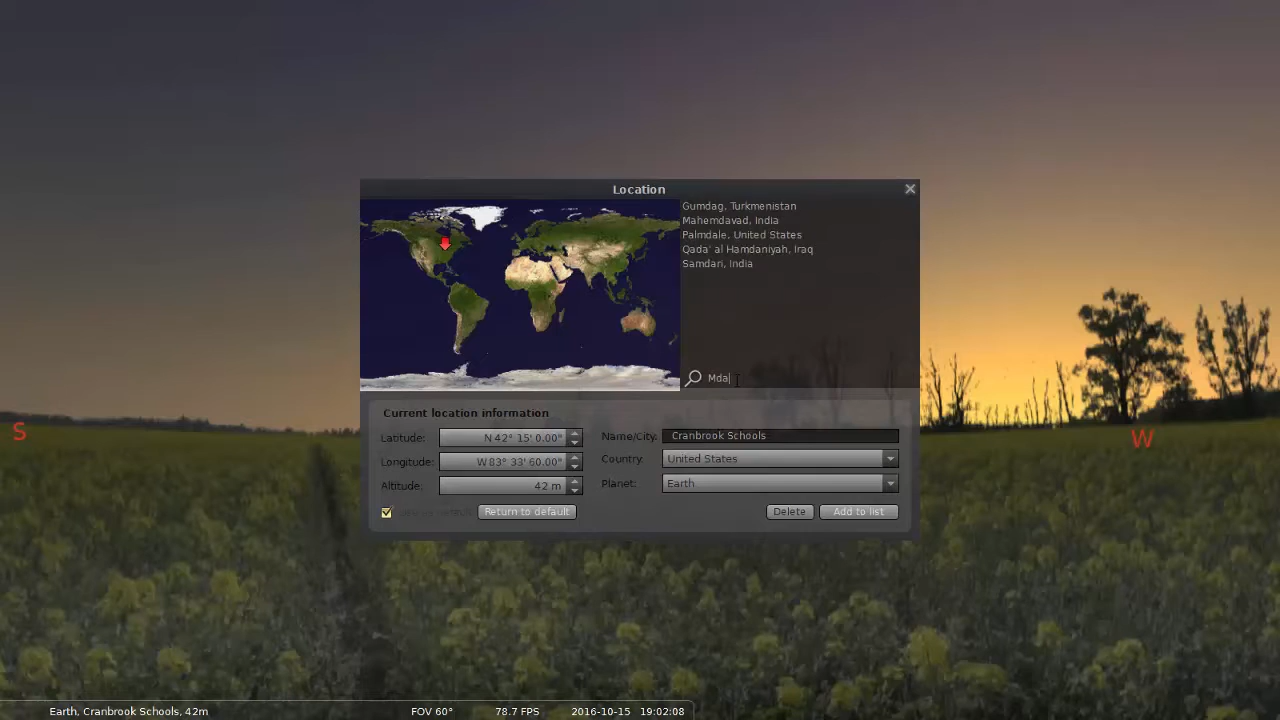 Location
Gumdag, Turkmenistan
Mahemdavad, India
Palmdale, United States
Qada' al Hamdaniyah, Iraq
Samdari, India
Mda
Current location information
Latitude: N 42° 15' 0.00"
Longitude: W 83° 33' 60.00"
Altitude: 42 m
Name/City: Cranbrook Schools
Country: United States
Planet: Earth
Return to default
Delete
Add to list
S
W
Earth, Cranbrook Schools, 42m
FOV 60°
78.7 FPS
2016-10-15 19:02:08